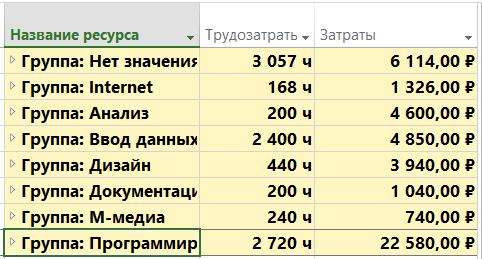 Название ресурса Трудозатрать Затраты
Группа: Нет значения 3 057 ч 6 114,00 ₽
Группа: Internet 168 ч 1 326,00 ₽
Группа: Анализ 200 ч 4 600,00 ₽
Группа: Ввод данных 2 400 ч 4 850,00 ₽
Группа: Дизайн 440 ч 3 940,00 ₽
Группа: Документаци 200 ч 1 040,00 ₽
Группа: М-медиа 240 ч 740,00 ₽
Группа: Программир 2 720 ч 22 580,00 ₽